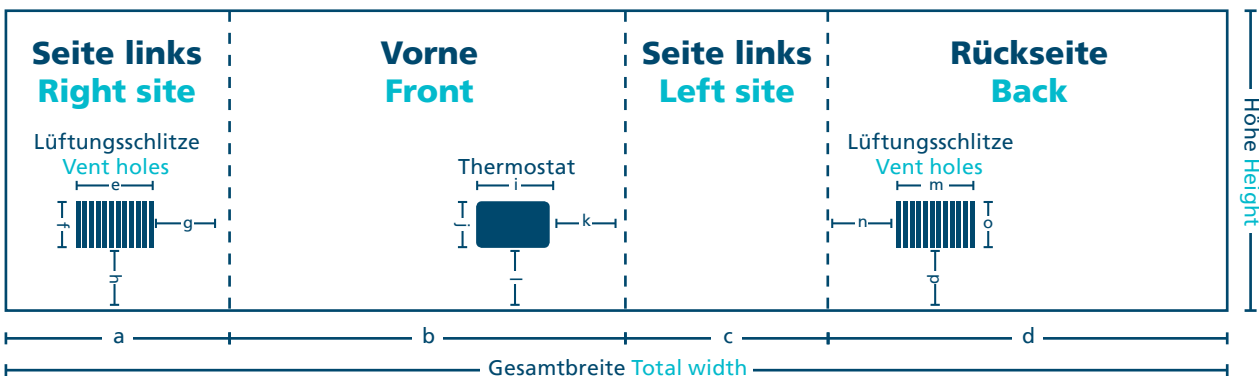 Seite links
Right site
Vorne
Front
Seite links
Left site
Rückseite
Back
Lüftungsschlitze
Vent holes
e
f
g
h
Thermostat
i
j
k
l
Lüftungsschlitze
Vent holes
m
n
o
p
Höhe Height
a
b
c
d
Gesamtbreite Total width